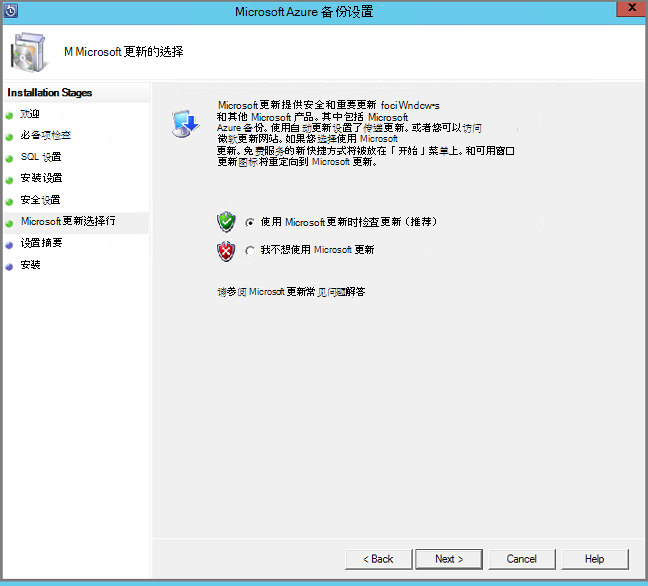 Microsoft Azure 备份设置
M Microsoft 更新的选择
Installation Stages
欢迎
必备项检查
SQL 设置
安装设置
安全设置
Microsoft 更新选择行
设置摘要
安装
Microsoft 更新提供安全和重要更新 foci Wndcw•s
和其他 Microsoft 产品。其中包括 Microsoft
Azure 备份。使用自动更新设置了传递更新。或者您可以访问
微软更新网站。如果您选择使用 Microsoft
更新。免费服务的新快捷方式将被放在「开始」菜单上。和可用窗口
更新图标将重定向到 Microsoft 更新。
使用 Microsoft 更新时检查更新（推荐）
我不想使用 Microsoft 更新
请参阅 Microsoft 更新常见问题解答
< Back
Next >
Cancel
Help